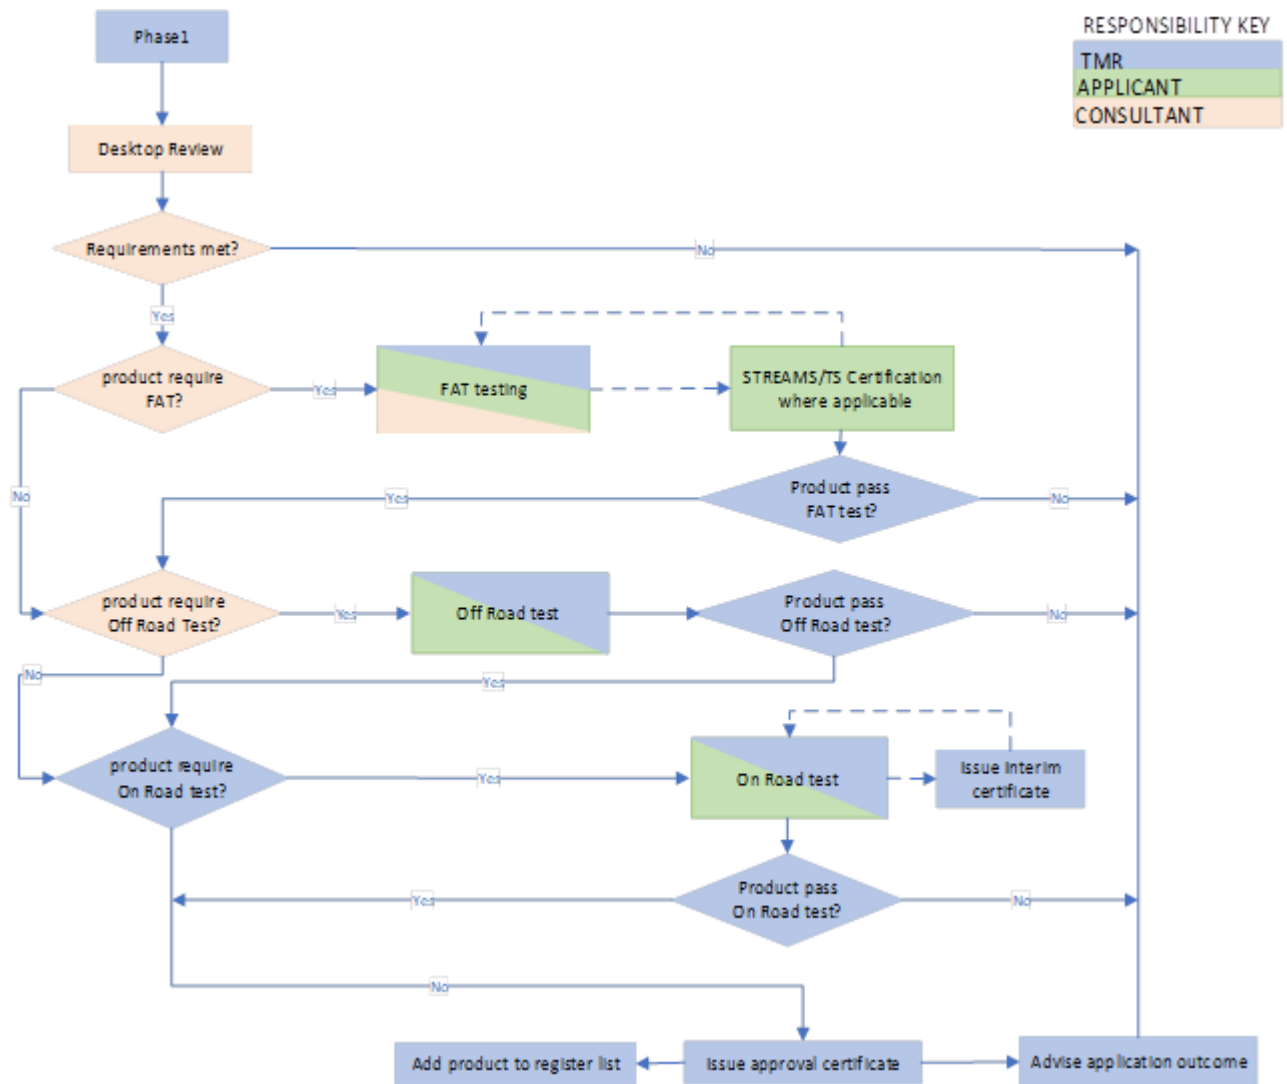 RESPONSIBILITY KEY
TMR
APPLICANT
CONSULTANT
Phase1
Desktop Review
Requirements met?
No
Yes
product require
FAT?
Yes
FAT testing
STREAMS/TS Certification
where applicable
No
Product pass
FAT test?
Yes
No
product require
Off Road Test?
Yes
Off Road test
Product pass
Off Road test?
No
No
Yes
product require
On Road test?
Yes
On Road test
Issue Interim
certificate
Product pass
On Road test?
Yes
No
No
Add product to register list
Issue approval certificate
Advise application outcome